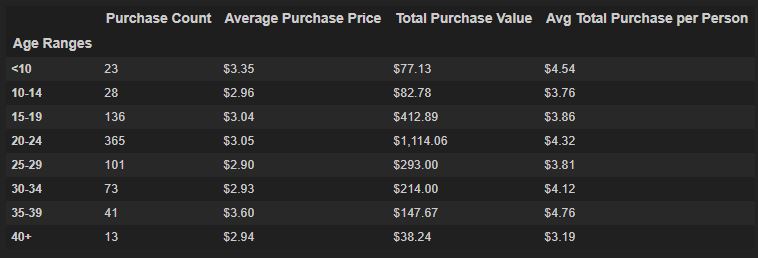 Purchase Count Average Purchase Price Total Purchase Value Avg Total Purchase per Person
Age Ranges
<10 23 $3.35 $77.13 $4.54
10-14 28 $2.96 $82.78 $3.76
15-19 136 $3.04 $412.89 $3.86
20-24 365 $3.05 $1,114.06 $4.32
25-29 101 $2.90 $293.00 $3.81
30-34 73 $2.93 $214.00 $4.12
35-39 41 $3.60 $147.67 $4.76
40+ 13 $2.94 $38.24 $3.19